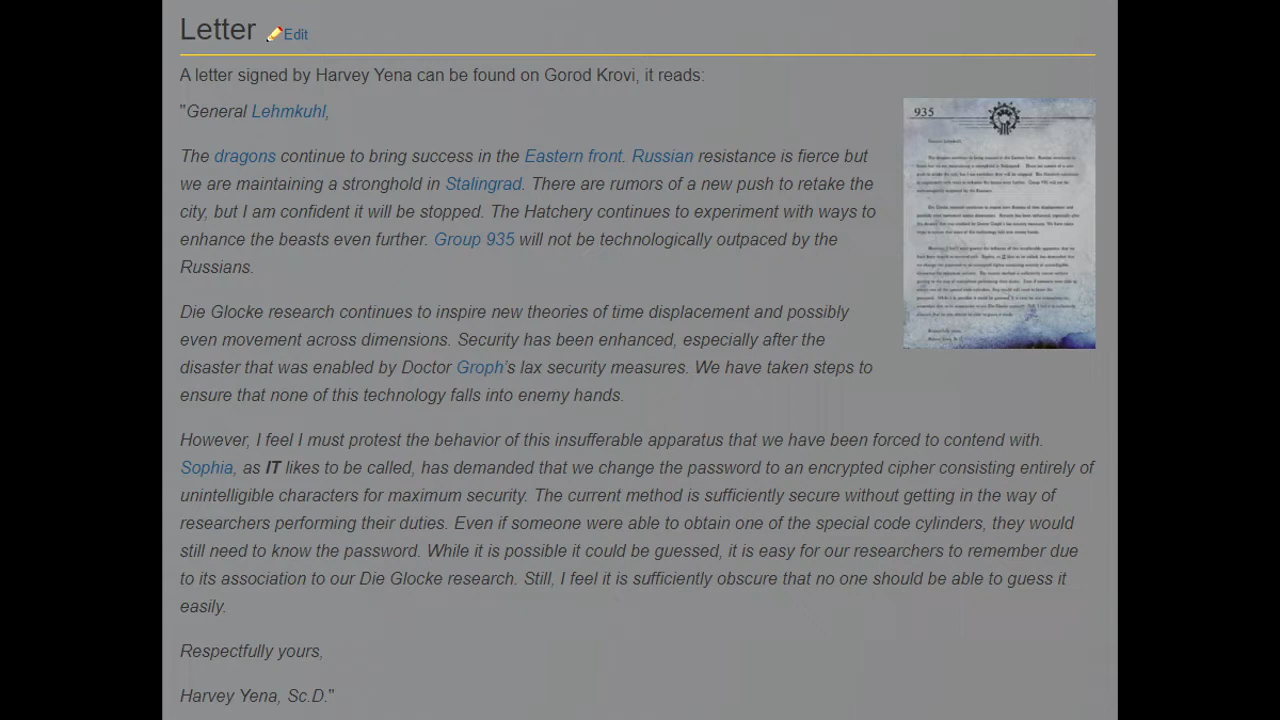 Letter Edit
A letter signed by Harvey Yena can be found on Gorod Krovi, it reads:
"General Lehmkuhl,
The dragons continue to bring success in the Eastern front. Russian resistance is fierce but
we are maintaining a stronghold in Stalingrad. There are rumors of a new push to retake the
city, but I am confident it will be stopped. The Hatchery continues to experiment with ways to
enhance the beasts even further. Group 935 will not be technologically outpaced by the
Russians.
Die Glocke research continues to inspire new theories of time displacement and possibly
even movement across dimensions. Security has been enhanced, especially after the
disaster that was enabled by Doctor Groph's lax security measures. We have taken steps to
ensure that none of this technology falls into enemy hands.
However, I feel I must protest the behavior of this insufferable apparatus that we have been forced to contend with.
Sophia, as IT likes to be called, has demanded that we change the password to an encrypted cipher consisting entirely of
unintelligible characters for maximum security. The current method is sufficiently secure without getting in the way of
researchers performing their duties. Even if someone were able to obtain one of the special code cylinders, they would
still need to know the password. While it is possible it could be guessed, it is easy for our researchers to remember due
to its association to our Die Glocke research. Still, I feel it is sufficiently obscure that no one should be able to guess it
easily.
Respectfully yours,
Harvey Yena, Sc.D."
935